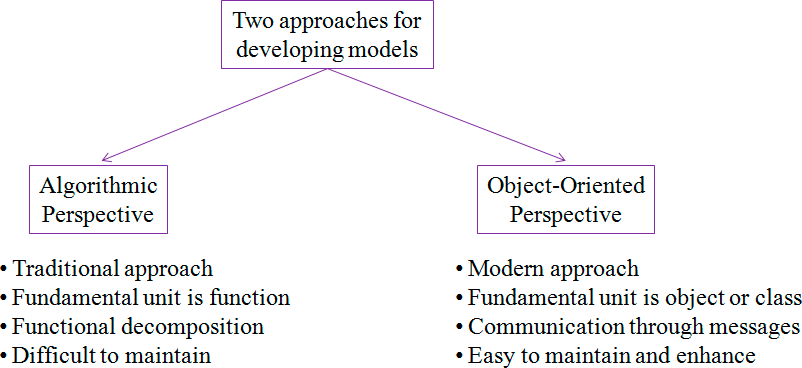 Two approaches for
developing models
Algorithmic
Perspective
• Traditional approach
• Fundamental unit is function
• Functional decomposition
• Difficult to maintain
Object-Oriented
Perspective
• Modern approach
• Fundamental unit is object or class
• Communication through messages
• Easy to maintain and enhance